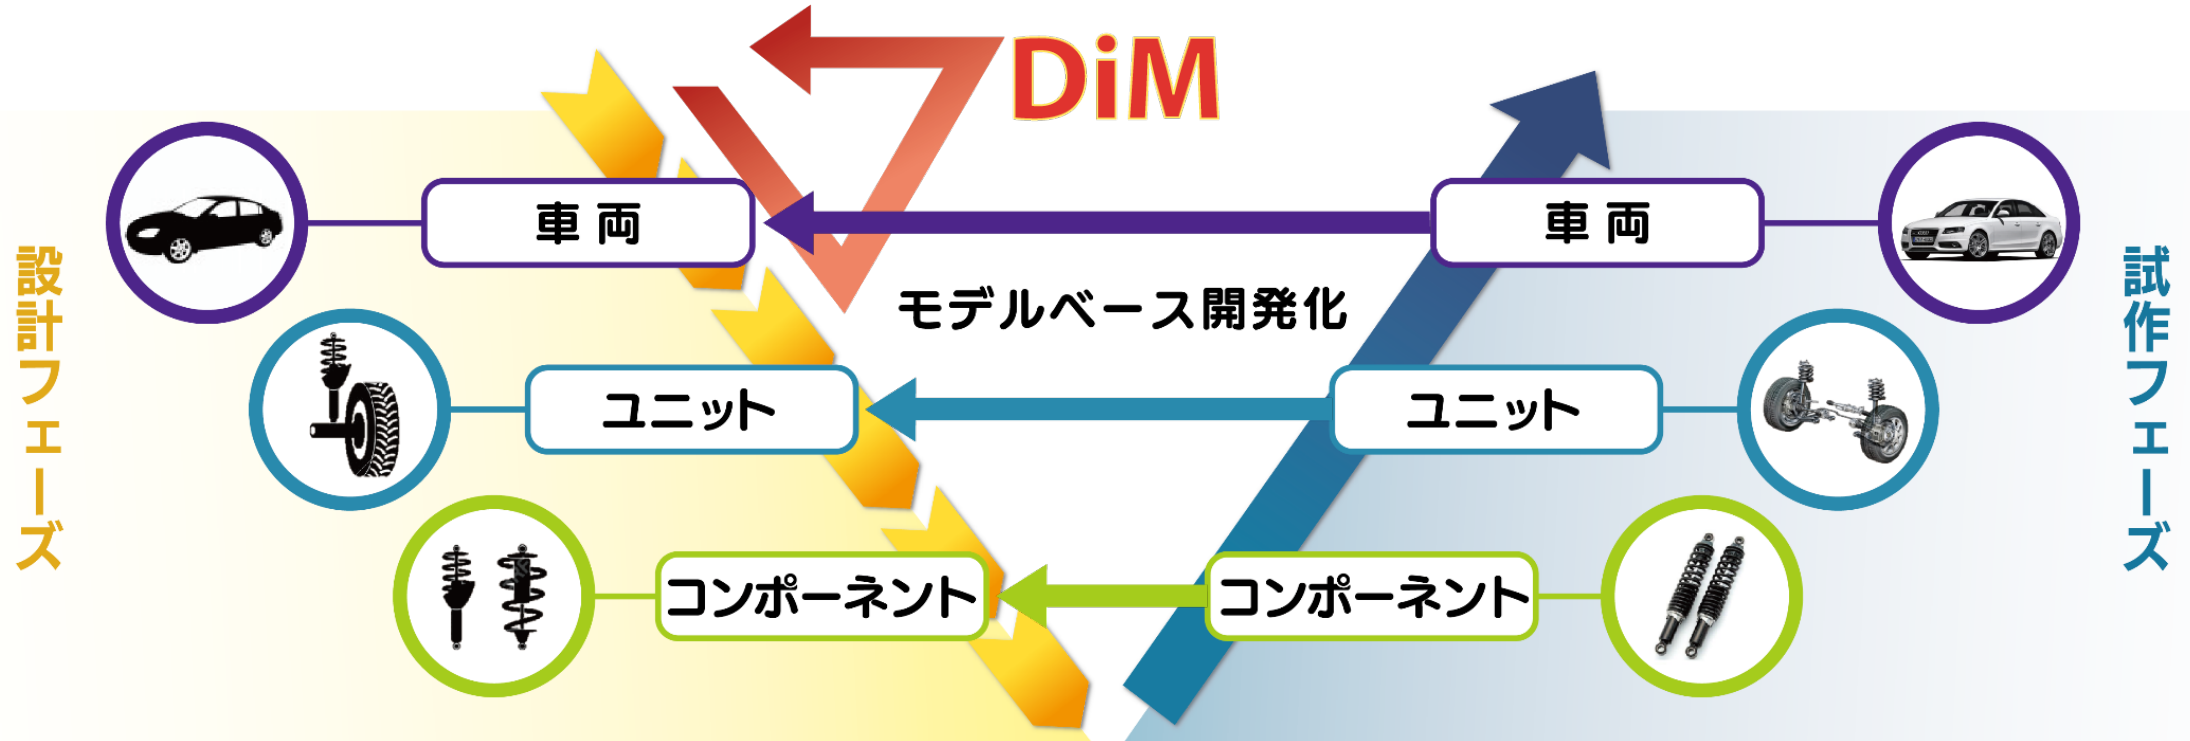 DiM
車両
車両
設計フェーズ
試作フェーズ
モデルベース開発化
ユニット
ユニット
コンポーネント
コンポーネント